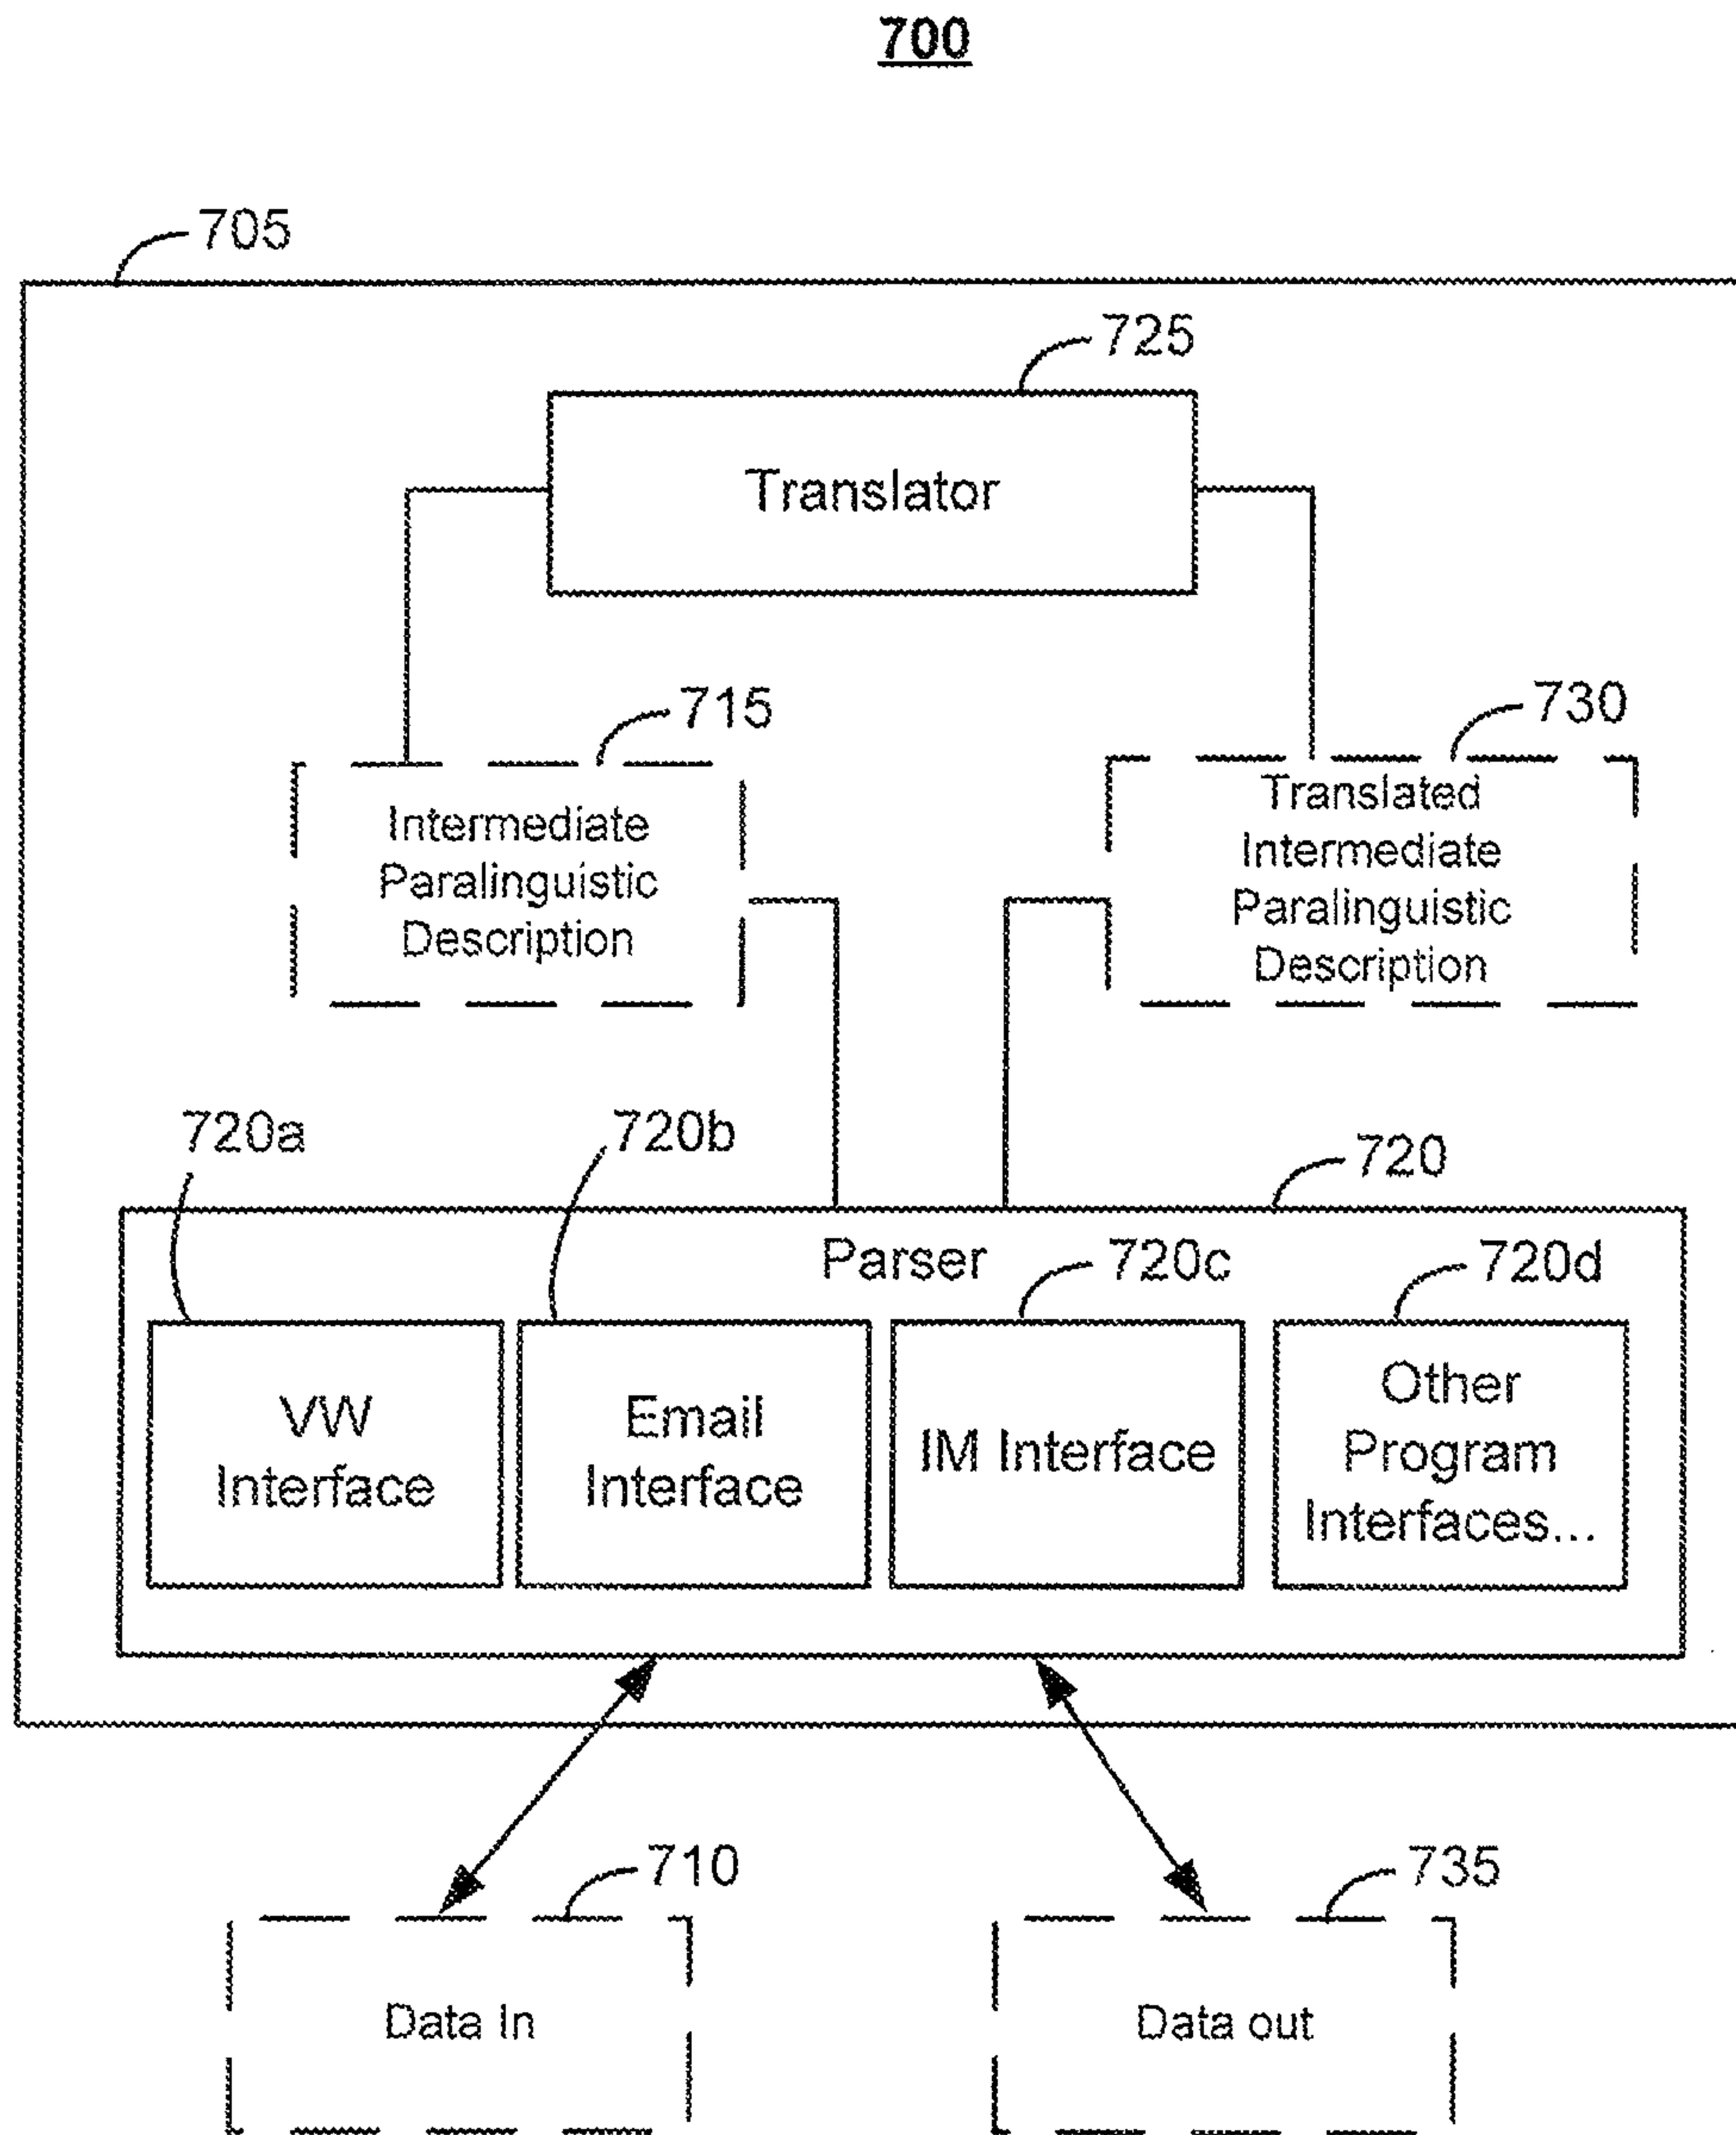 700
705
725
Translator
715
730
Intermediate
Paralinguistic
Description
Translated
Intermediate
Paralinguistic
Description
720a
720b
720
Parser
720c
720d
VW
Interface
Email
Interface
IM Interface
Other
Program
Interfaces...
710
735
Data In
Data out